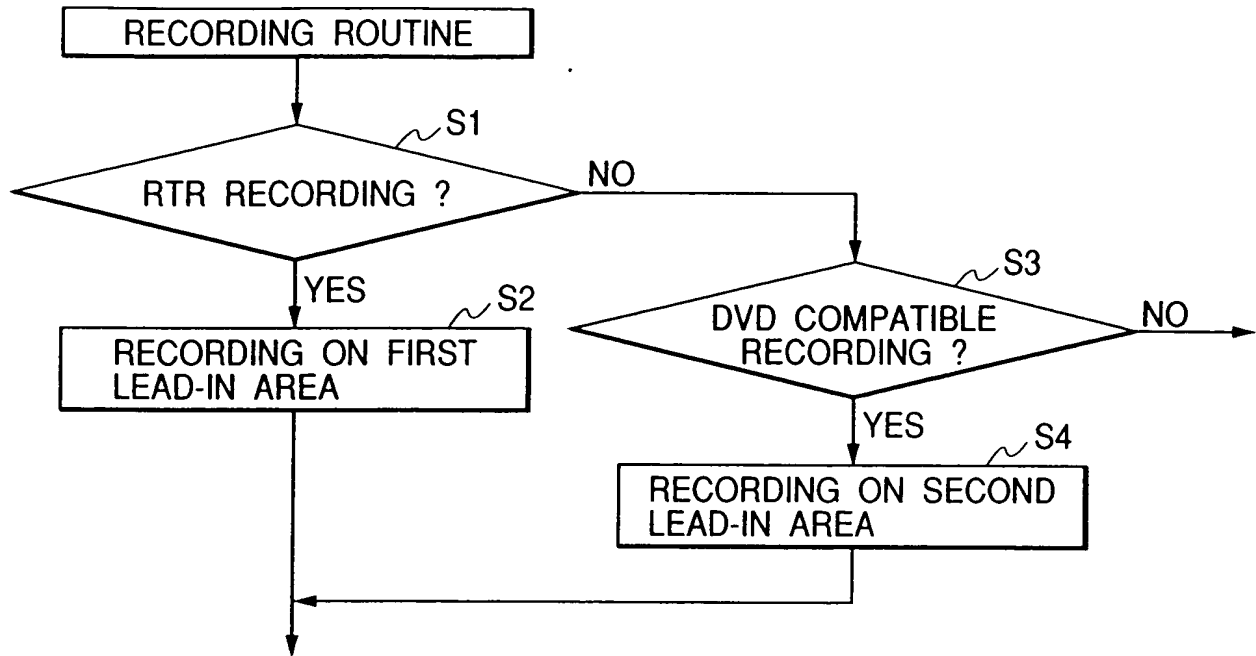 RECORDING ROUTINE
S1
RTR RECORDING ?
NO
YES
S2
RECORDING ON FIRST
LEAD-IN AREA
S3
DVD COMPATIBLE
RECORDING ?
NO
YES
S4
RECORDING ON SECOND
LEAD-IN AREA